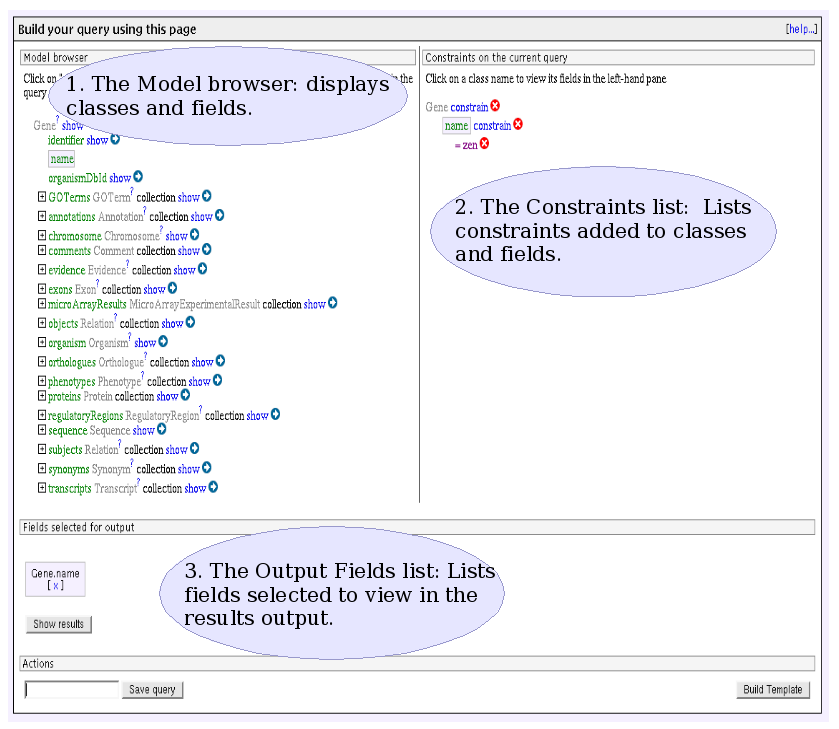 Build your query using this page [help...]
Model browser
Click on in the
query
1. The Model browser: displays
classes and fields.
Gene? show
identifier show
name
organismDbId show
GOTerms GOTerm? collection show
annotations Annotation? collection show
chromosome Chromosome? show
comments Comment collection show
evidence Evidence? collection show
exons Exon? collection show
microArrayResults MicroArrayExperimentalResult collection show
objects Relation? collection show
organism Organism? show
orthologues Orthologue? collection show
phenotypes Phenotype? collection show
proteins Protein collection show
regulatoryRegions RegulatoryRegion? collection show
sequence Sequence show
subjects Relation? collection show
synonyms Synonym? collection show
transcripts Transcript? collection show
Constraints on the current query
Click on a class name to view its fields in the left-hand pane
Gene constrain
name constrain
= zen
2. The Constraints list: Lists
constraints added to classes
and fields.
Fields selected for output
Gene.name
[ x ]
3. The Output Fields list: Lists
fields selected to view in the
results output.
Show results
Actions
Save query Build Template